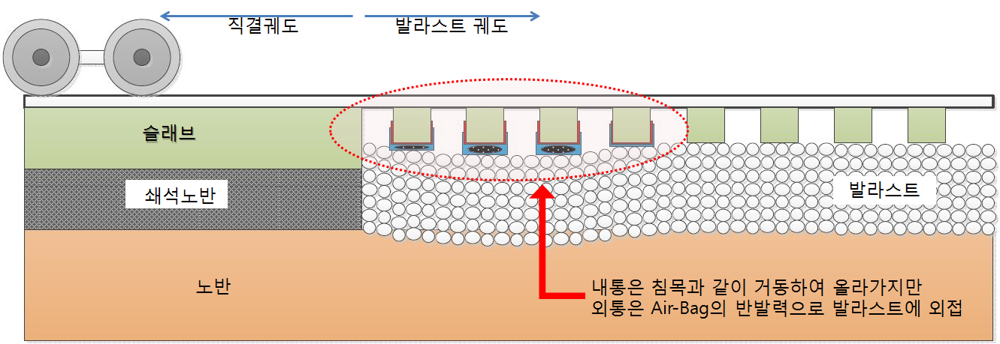 직결궤도
발라스트 궤도
슬래브
쇄석노반
발라스트
노반
내통은 침목과 같이 거동하여 올라가지만
외통은 Air-Bag의 반발력으로 발라스트에 외접